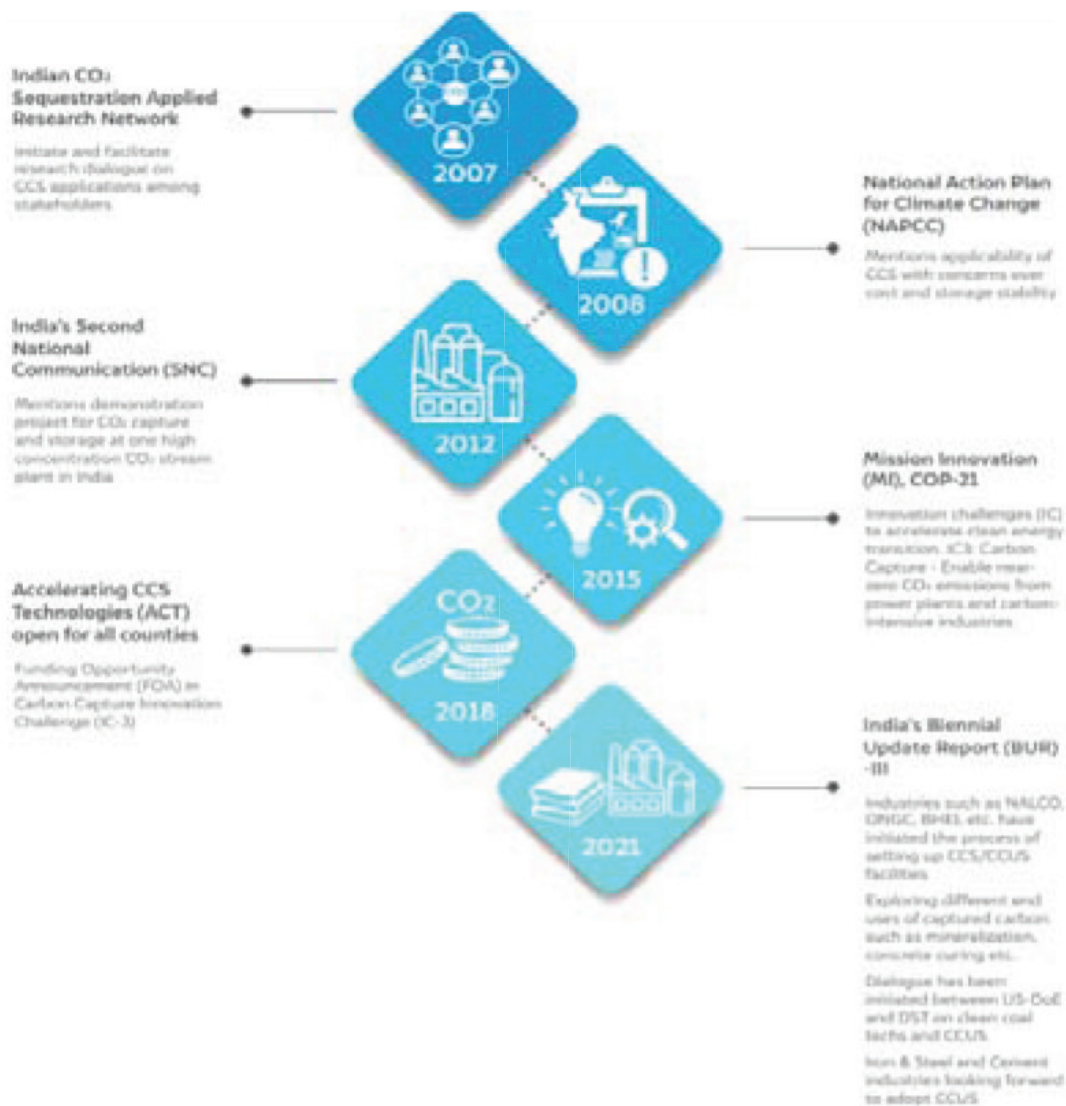 Indian CO₂
Sequestration Applied
Research Network
Initiate and facilitate
research dialogue on
CCS applications among
stakeholders
2007
National Action Plan
for Climate Change
(NAPCC)
Mentions applicability of
CCS with concerns over
cost and storage stability
2008
India's Second
National
Communication (SNC)
Mentions demonstration
project for CO₂ capture
and storage at one high
concentration CO₂ stream
plant in India
2012
Mission Innovation
(MI), COP-21
Innovation challenges (IC)
to accelerate clean energy
transition. IC3: Carbon
Capture - Enable near-
zero CO₂ emissions from
power plants and carbon-
intensive industries
2015
Accelerating CCS
Technologies (ACT)
open for all counties
Funding Opportunity
Announcement (FOA) in
Carbon Capture Innovation
Challenge (IC-3)
CO2
2018
India's Biennial
Update Report (BUR)
-III
Industries such as NALCO,
ONGC, BHEL etc. have
initiated the process of
setting up CCS/CCUS
facilities
Exploring different end
uses of captured carbon
such as mineralization,
concrete curing etc.
Dialogue has been
initiated between US-DoE
and DST on clean coal
techs and CCUS
Iron & Steel and Cement
industries looking forward
to adopt CCUS
2021